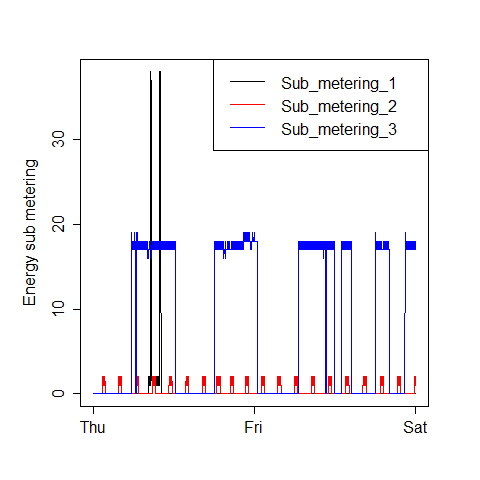 Sub_metering_1
Sub_metering_2
Sub_metering_3
Energy sub metering
30
20
10
0
Thu
Fri
Sat